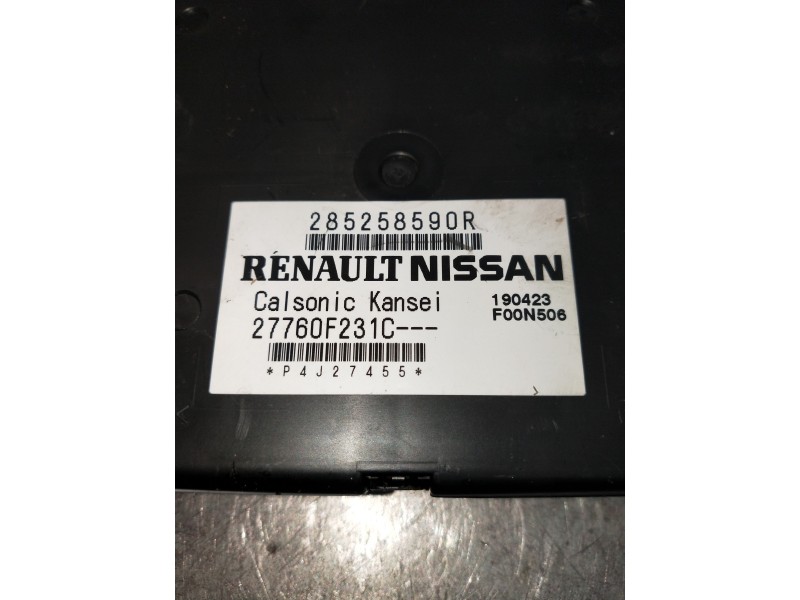 285258590R
RENAULT NISSAN
Calsonic Kansei
190423
27760F231C---
F00N506
*P4J27455*